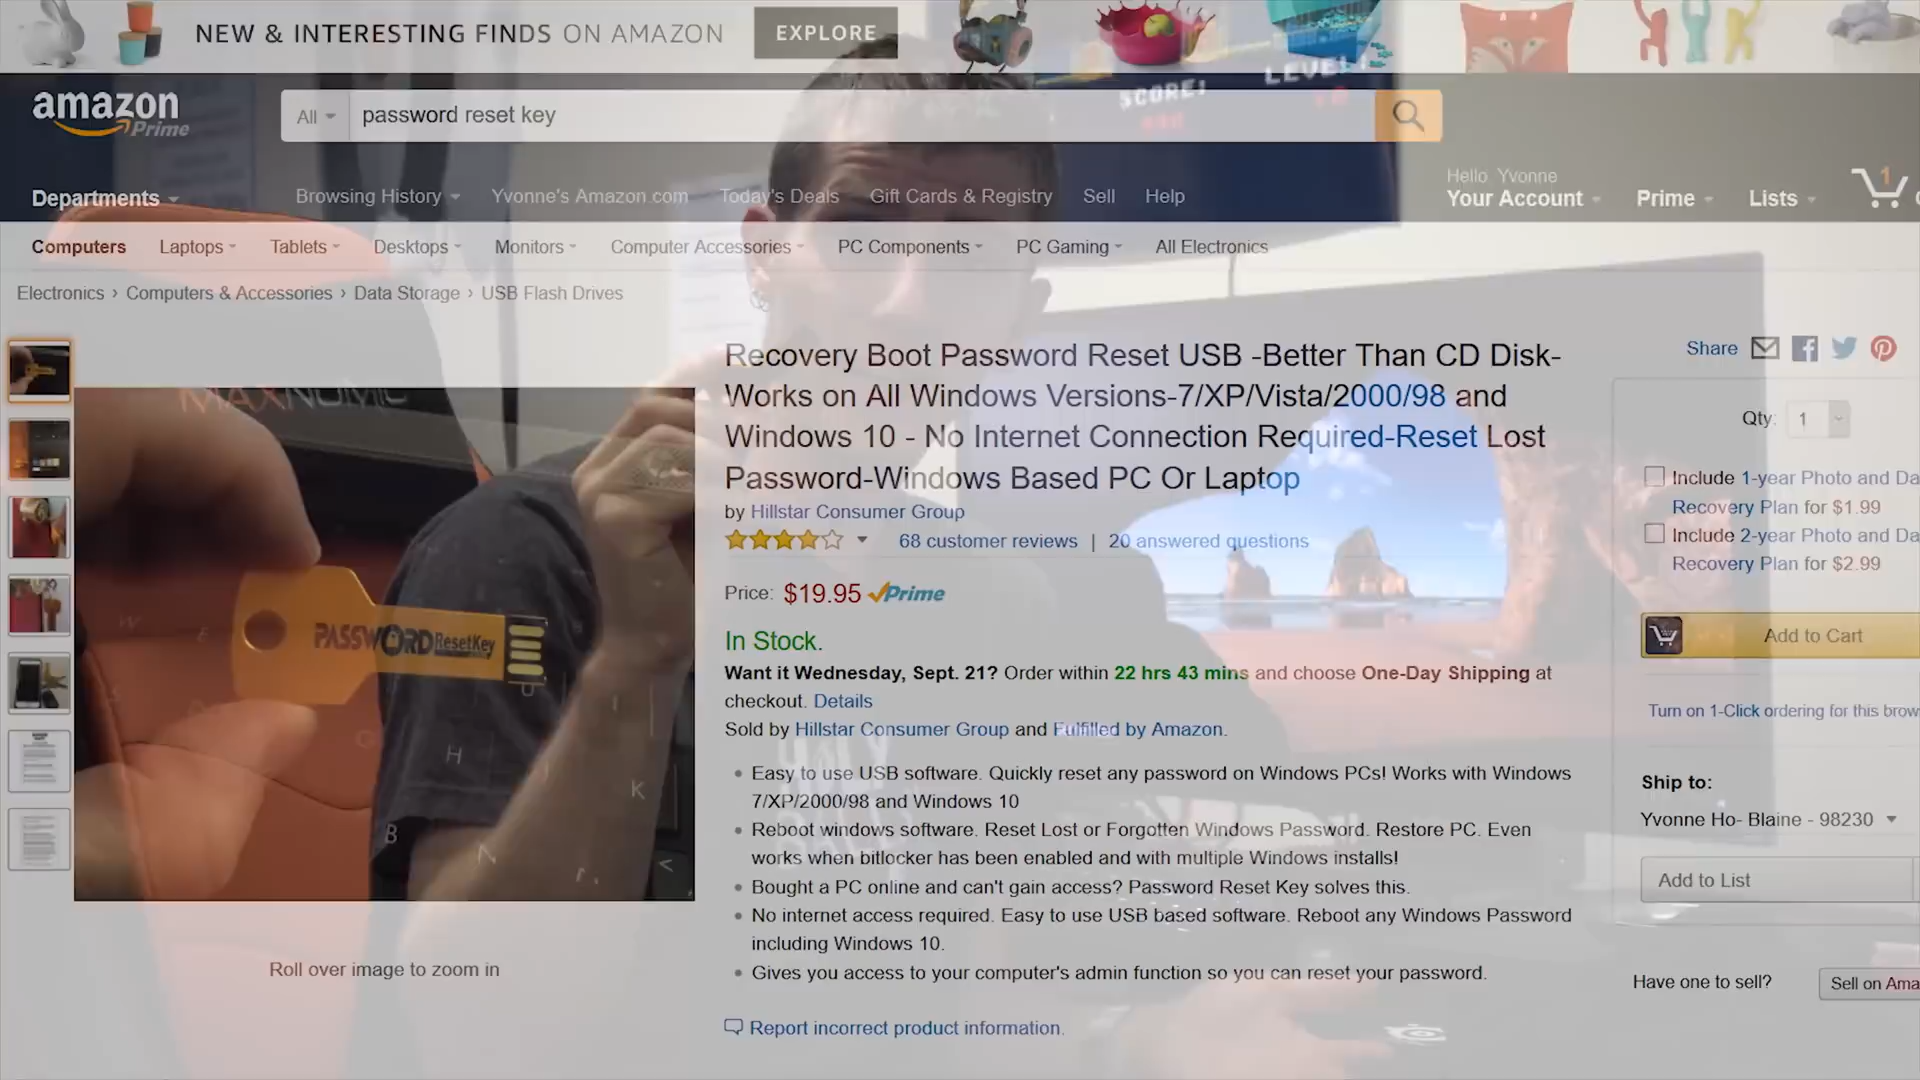 NEW & INTERESTING FINDS ON AMAZON EXPLORE
SCORE!
LEVEL!
amazon
Prime
All password reset key
Hello Yvonne
Departments Browsing History Yvonne's Amazon.com Today's Deals Gift Cards & Registry Sell Help Your Account Prime Lists 1
Computers Laptops Tablets Desktops Monitors Computer Accessories PC Components PC Gaming All Electronics
Electronics › Computers & Accessories › Data Storage › USB Flash Drives
MAXNOMIC
PASSWORD ResetKey
W E
G
H
K
B
N
<
Roll over image to zoom in
Recovery Boot Password Reset USB -Better Than CD Disk-
Works on All Windows Versions-7/XP/Vista/2000/98 and
Windows 10 - No Internet Connection Required-Reset Lost
Password-Windows Based PC Or Laptop
by Hillstar Consumer Group
68 customer reviews | 20 answered questions
Price: $19.95 Prime
In Stock.
Want it Wednesday, Sept. 21? Order within 22 hrs 43 mins and choose One-Day Shipping at
checkout. Details
Sold by Hillstar Consumer Group and Fulfilled by Amazon.
HOLY
BALLS
• Easy to use USB software. Quickly reset any password on Windows PCs! Works with Windows
7/XP/2000/98 and Windows 10
• Reboot windows software. Reset Lost or Forgotten Windows Password. Restore PC. Even
works when bitlocker has been enabled and with multiple Windows installs!
• Bought a PC online and can't gain access? Password Reset Key solves this.
• No internet access required. Easy to use USB based software. Reboot any Windows Password
including Windows 10.
• Gives you access to your computer's admin function so you can reset your password.
Report incorrect product information.
Share
Qty: 1
Include 1-year Photo and Da
Recovery Plan for $1.99
Include 2-year Photo and Da
Recovery Plan for $2.99
Add to Cart
Turn on 1-Click ordering for this brow
Ship to:
Yvonne Ho- Blaine - 98230
Add to List
Have one to sell? Sell on Ama